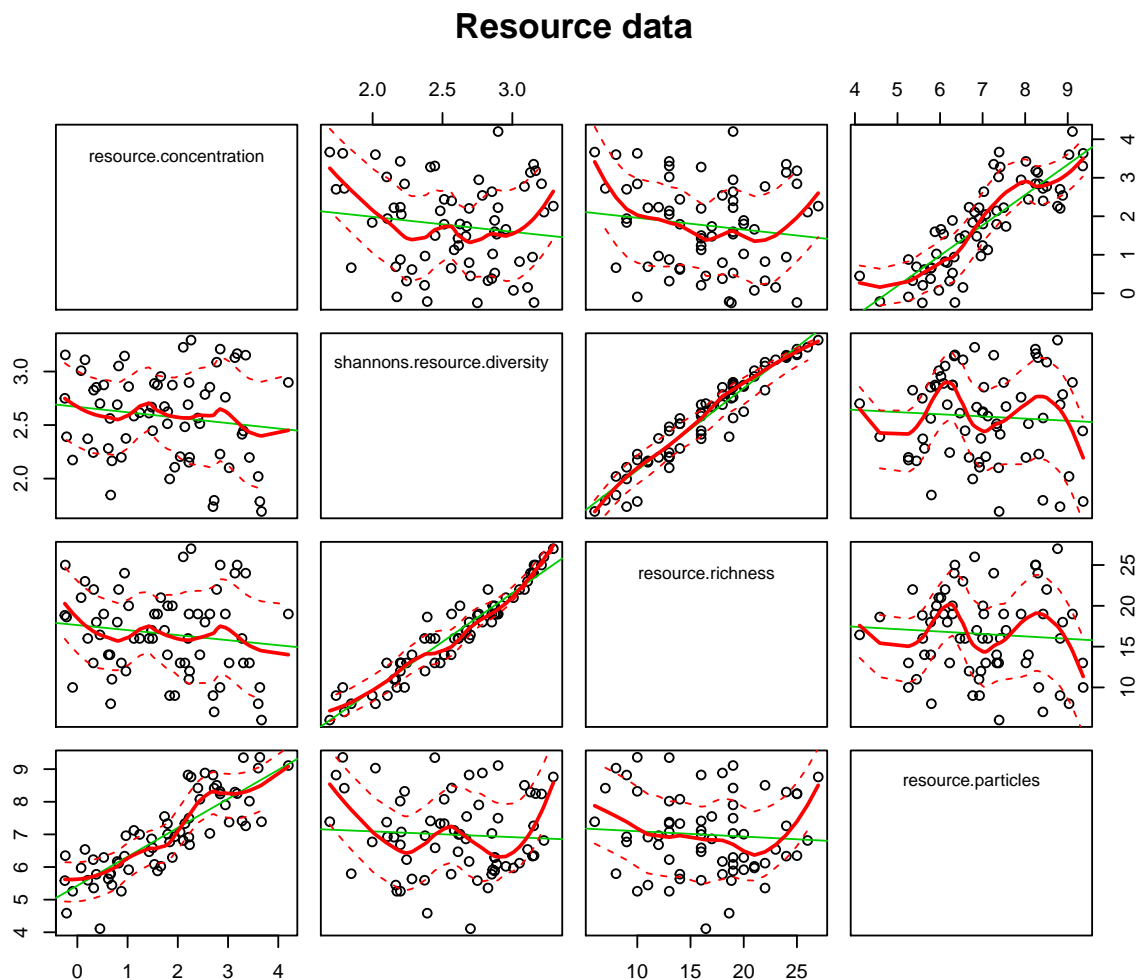 Resource data
2.0 2.5 3.0
4 5 6 7 8 9
resource.concentration
0 1 2 3 4
2.0 2.5 3.0
shannons.resource.diversity
resource.richness
10 15 20 25
4 5 6 7 8 9
resource.particles
0 1 2 3 4
10 15 20 25